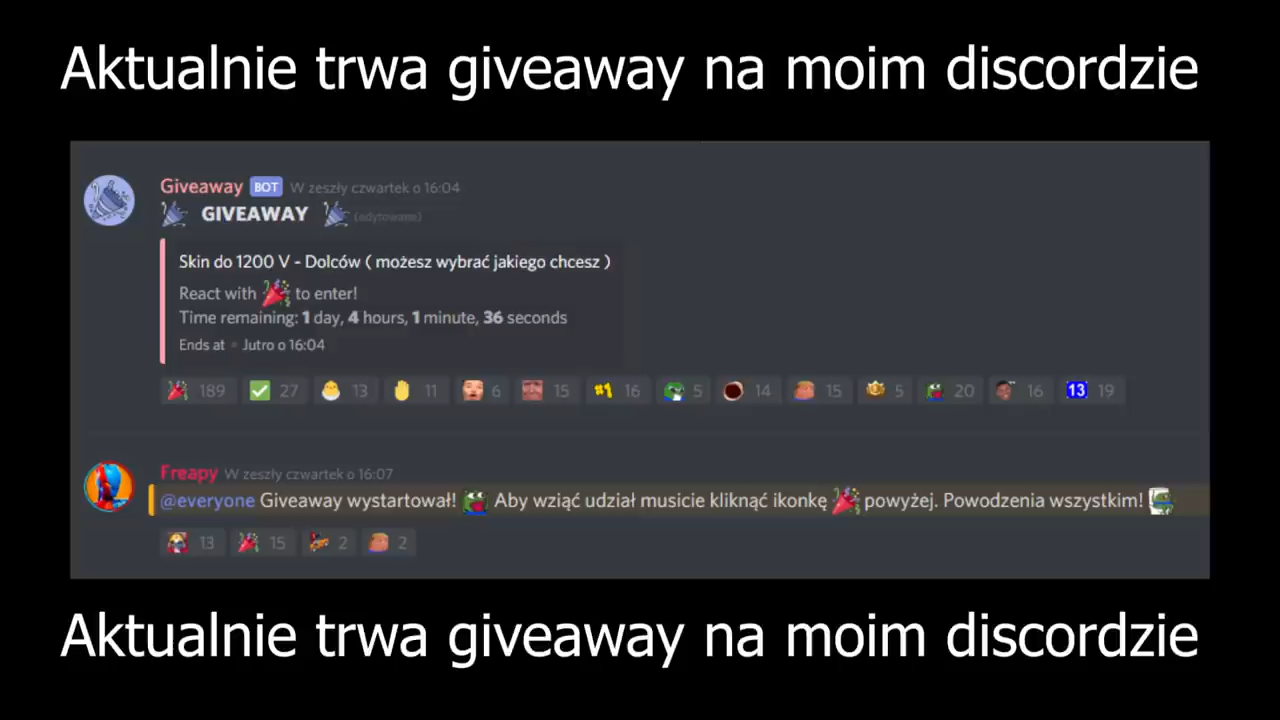 Aktualnie trwa giveaway na moim discordzie
Giveaway BOT W zeszły czwartek o 16:04
GIVEAWAY (edytowane)
Skin do 1200 V - Dolców ( możesz wybrać jakiego chcesz )
React with to enter!
Time remaining: 1 day, 4 hours, 1 minute, 36 seconds
Ends at • Jutro o 16:04
189 27 13 11 6 15 #1 16 5 14 15 5 20 16 13 19
Freapy W zeszły czwartek o 16:07
@everyone Giveaway wystartował! Aby wziąć udział musicie kliknąć ikonkę powyżej. Powodzenia wszystkim!
13 15 2 2
Aktualnie trwa giveaway na moim discordzie